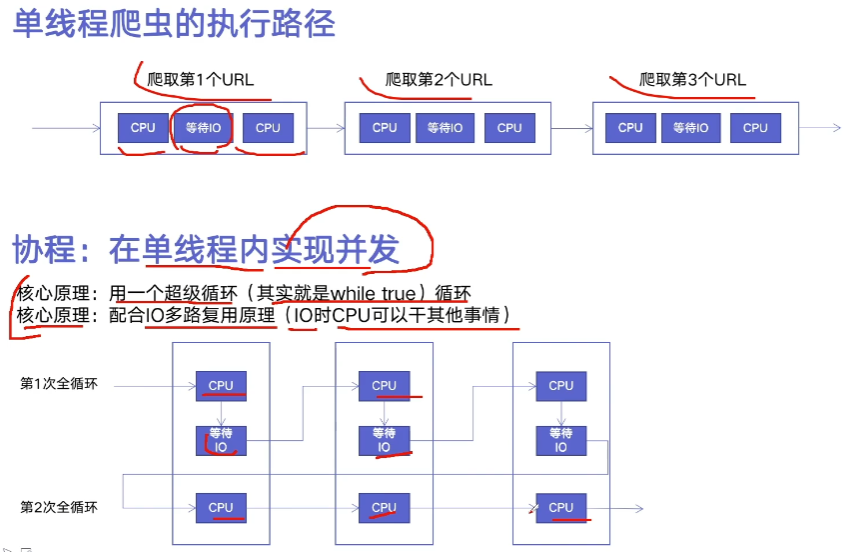 单线程爬虫的执行路径
爬取第1个URL
爬取第2个URL
爬取第3个URL
CPU 等待IO CPU
CPU 等待IO CPU
CPU 等待IO CPU
协程：在单线程内实现并发
核心原理：用一个超级循环（其实就是while true）循环
核心原理：配合IO多路复用原理（IO时CPU可以干其他事情）
第1次全循环
CPU
CPU
CPU
等待
IO
等待
IO
等待
IO
第2次全循环
CPU
CPU
CPU